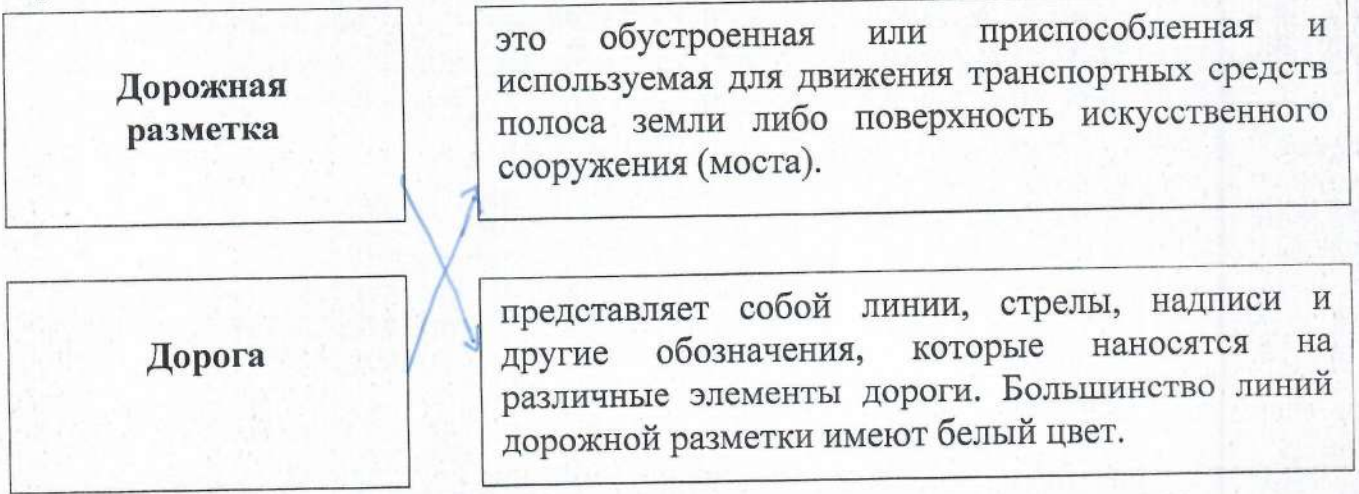 Дорожная
разметка
это обустроенная или приспособленная и
используемая для движения транспортных средств
полоса земли либо поверхность искусственного
сооружения (моста).
Дорога
представляет собой линии, стрелы, надписи и
другие обозначения, которые наносятся на
различные элементы дороги. Большинство линий
дорожной разметки имеют белый цвет.